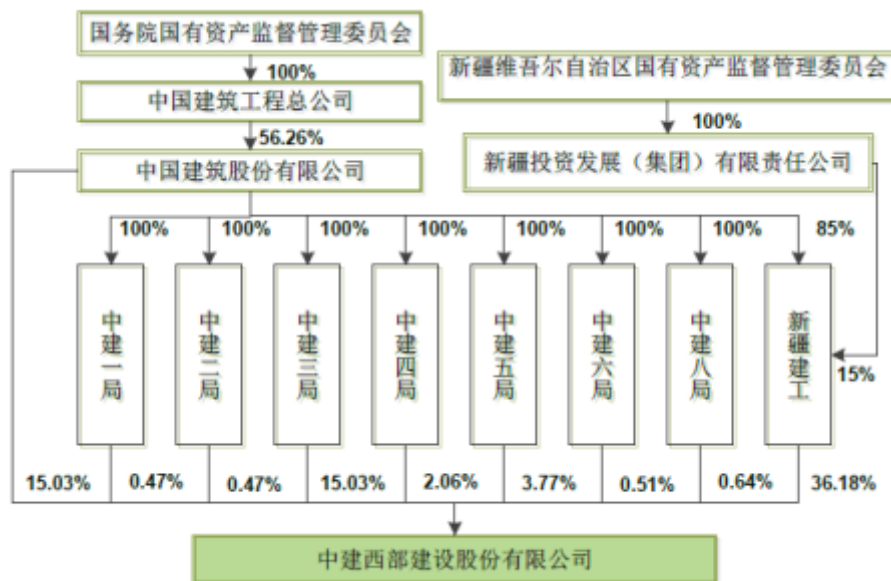 国务院国有资产监督管理委员会
100%
新疆维吾尔自治区国有资产监督管理委员会
中国建筑工程总公司
56.26%
100%
中国建筑股份有限公司
新疆投资发展（集团）有限责任公司
100% 100% 100% 100% 100% 100% 100% 85%
中建一局
中建二局
中建三局
中建四局
中建五局
中建六局
中建八局
新疆建工
15%
15.03% 0.47% 0.47% 15.03% 2.06% 3.77% 0.51% 0.64% 36.18%
中建西部建设股份有限公司